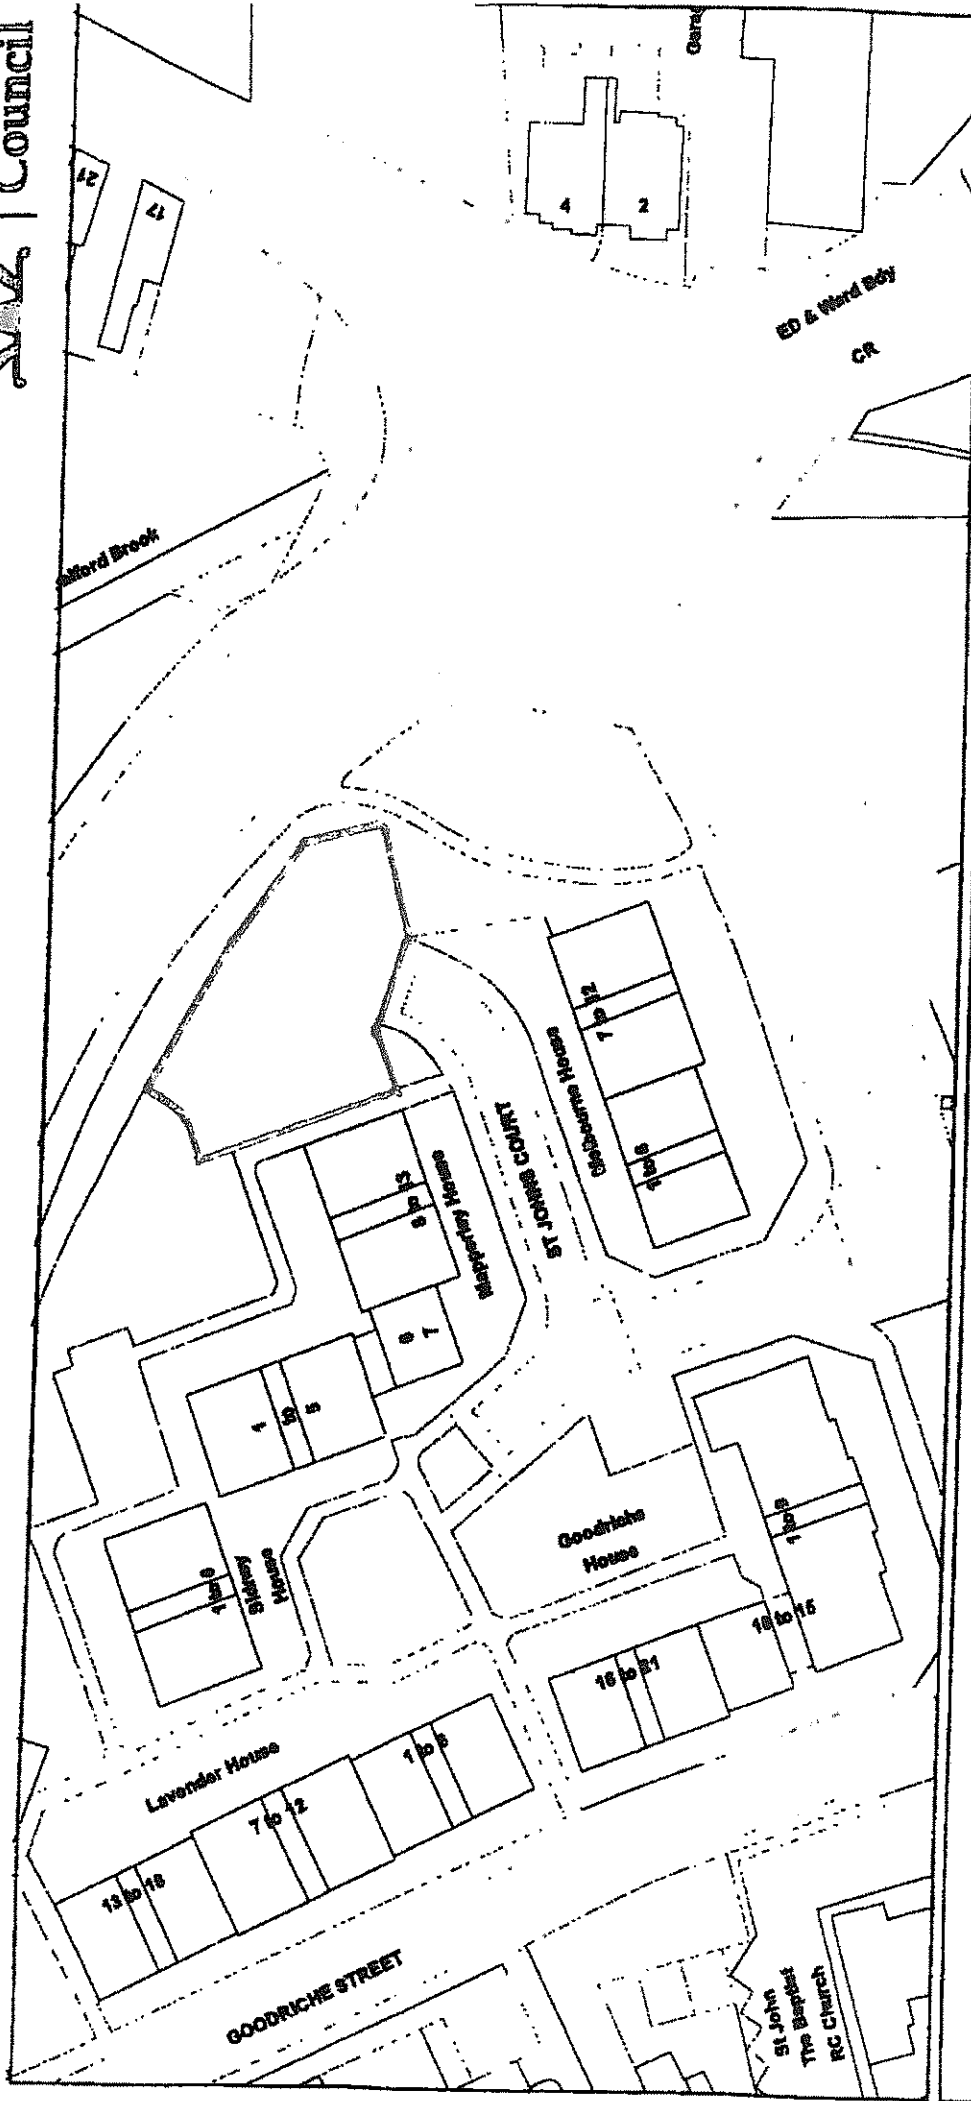 Council
21
17
4
2
ED & Ward Bdy
CR
Brook
7 to 12
Glebourne House
1 to 6
ST JOHNS COURT
8 to 13
Mapperley House
6
7
1
to
5
1 to 6
Sidney
House
Goodriche
House
1 to 9
10 to 15
16 to 21
Lavender House
1 to 6
7 to 12
13 to 18
GOODRICHE STREET
St John
The Baptist
RC Church